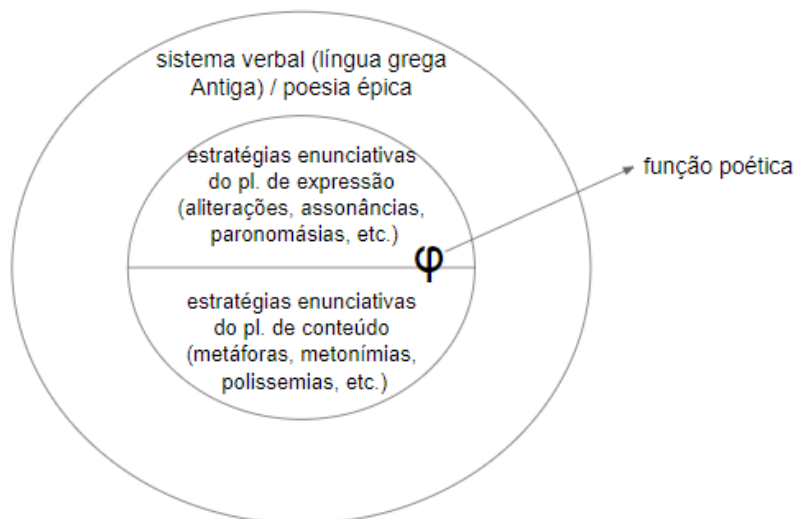 sistema verbal (língua grega
Antiga) / poesia épica
estratégias enunciativas
do pl. de expressão
(aliterações, assonâncias,
paronomásias, etc.)
φ
função poética
estratégias enunciativas
do pl. de conteúdo
(metáforas, metonímias,
polissemias, etc.)